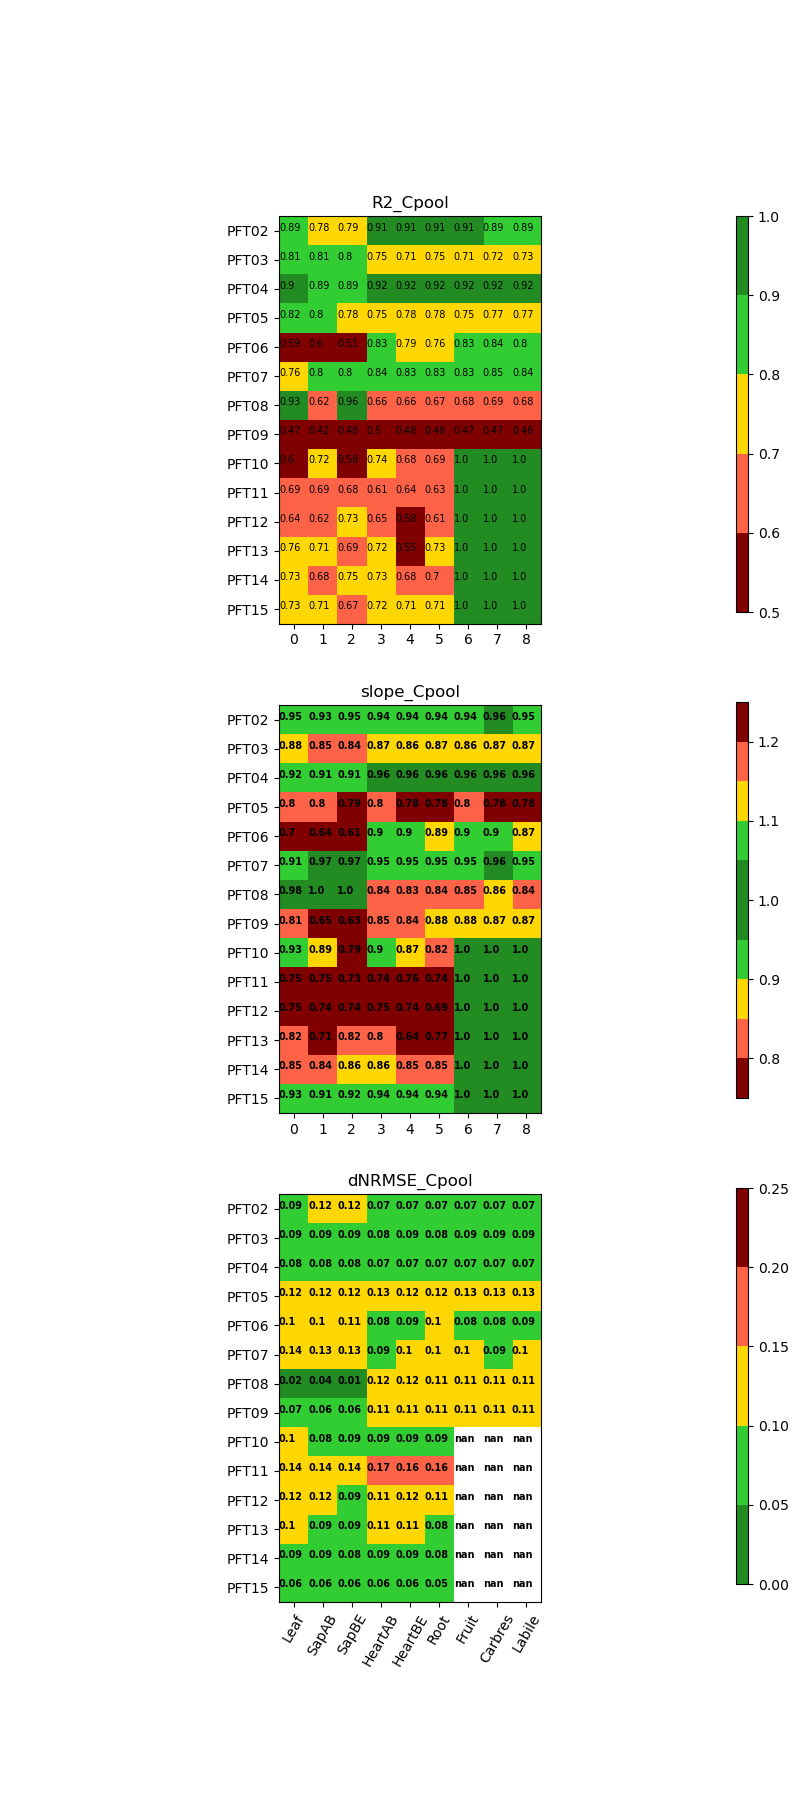 R2_Cpool
PFT02 0.89 0.78 0.79 0.91 0.91 0.91 0.91 0.89 0.89
PFT03 0.81 0.81 0.8 0.75 0.71 0.75 0.71 0.72 0.73
PFT04 0.9 0.89 0.89 0.92 0.92 0.92 0.92 0.92 0.92
PFT05 0.82 0.8 0.78 0.75 0.78 0.78 0.75 0.77 0.77
PFT06 0.59 0.6 0.51 0.83 0.79 0.76 0.83 0.84 0.8
PFT07 0.76 0.8 0.8 0.84 0.83 0.83 0.83 0.85 0.84
PFT08 0.93 0.62 0.96 0.66 0.66 0.67 0.68 0.69 0.68
PFT09 0.47 0.42 0.48 0.5 0.48 0.46 0.47 0.47 0.46
PFT10 0.6 0.72 0.58 0.74 0.68 0.69 1.0 1.0 1.0
PFT11 0.69 0.69 0.68 0.61 0.64 0.63 1.0 1.0 1.0
PFT12 0.64 0.62 0.73 0.65 0.58 0.61 1.0 1.0 1.0
PFT13 0.76 0.71 0.69 0.72 0.55 0.73 1.0 1.0 1.0
PFT14 0.73 0.68 0.75 0.73 0.68 0.7 1.0 1.0 1.0
PFT15 0.73 0.71 0.67 0.72 0.71 0.71 1.0 1.0 1.0
0 1 2 3 4 5 6 7 8
1.0
0.9
0.8
0.7
0.6
0.5
slope_Cpool
PFT02 0.95 0.93 0.95 0.94 0.94 0.94 0.94 0.96 0.95
PFT03 0.88 0.85 0.84 0.87 0.86 0.87 0.86 0.87 0.87
PFT04 0.92 0.91 0.91 0.96 0.96 0.96 0.96 0.96 0.96
PFT05 0.8 0.8 0.79 0.8 0.78 0.78 0.8 0.78 0.78
PFT06 0.7 0.64 0.61 0.9 0.9 0.89 0.9 0.9 0.87
PFT07 0.91 0.97 0.97 0.95 0.95 0.95 0.95 0.96 0.95
PFT08 0.98 1.0 1.0 0.84 0.83 0.84 0.85 0.86 0.84
PFT09 0.81 0.65 0.63 0.85 0.84 0.88 0.88 0.87 0.87
PFT10 0.93 0.89 0.79 0.9 0.87 0.82 1.0 1.0 1.0
PFT11 0.75 0.75 0.73 0.74 0.76 0.74 1.0 1.0 1.0
PFT12 0.75 0.74 0.74 0.75 0.74 0.69 1.0 1.0 1.0
PFT13 0.82 0.71 0.82 0.8 0.64 0.77 1.0 1.0 1.0
PFT14 0.85 0.84 0.86 0.86 0.85 0.85 1.0 1.0 1.0
PFT15 0.93 0.91 0.92 0.94 0.94 0.94 1.0 1.0 1.0
0 1 2 3 4 5 6 7 8
1.2
1.1
1.0
0.9
0.8
dNRMSE_Cpool
PFT02 0.09 0.12 0.12 0.07 0.07 0.07 0.07 0.07 0.07
PFT03 0.09 0.09 0.09 0.08 0.09 0.08 0.09 0.09 0.09
PFT04 0.08 0.08 0.08 0.07 0.07 0.07 0.07 0.07 0.07
PFT05 0.12 0.12 0.12 0.13 0.12 0.12 0.13 0.13 0.13
PFT06 0.1 0.1 0.11 0.08 0.09 0.1 0.08 0.08 0.09
PFT07 0.14 0.13 0.13 0.09 0.1 0.1 0.1 0.09 0.1
PFT08 0.02 0.04 0.01 0.12 0.12 0.11 0.11 0.11 0.11
PFT09 0.07 0.06 0.06 0.11 0.11 0.11 0.11 0.11 0.11
PFT10 0.1 0.08 0.09 0.09 0.09 0.09 nan nan nan
PFT11 0.14 0.14 0.14 0.17 0.16 0.16 nan nan nan
PFT12 0.12 0.12 0.09 0.11 0.12 0.11 nan nan nan
PFT13 0.1 0.09 0.09 0.11 0.11 0.08 nan nan nan
PFT14 0.09 0.09 0.08 0.09 0.09 0.08 nan nan nan
PFT15 0.06 0.06 0.06 0.06 0.06 0.05 nan nan nan
Leaf SapAB SapBE HeartAB HeartBE Root Fruit Carbres Labile
0.25
0.20
0.15
0.10
0.05
0.00